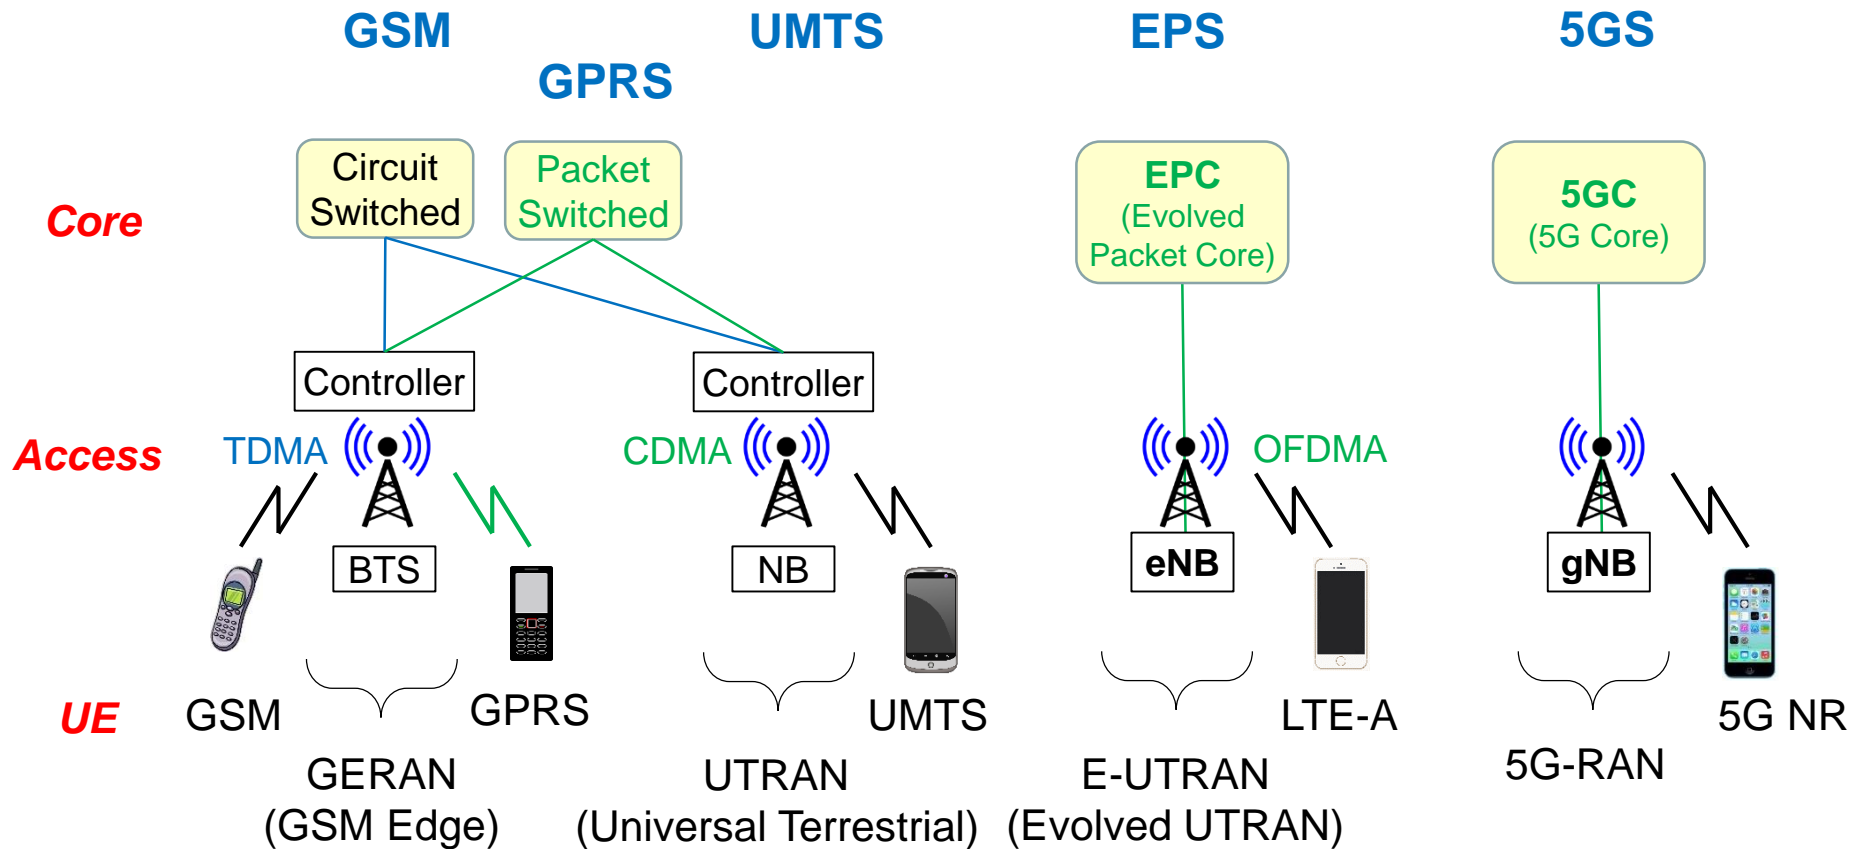 GSM
UMTS
EPS
5GS
GPRS
Core
Circuit
Switched
Packet
Switched
EPC
(Evolved
Packet Core)
5GC
(5G Core)
Controller
Controller
Access
TDMA
CDMA
OFDMA
BTS
NB
eNB
gNB
UE
GSM
GPRS
UMTS
LTE-A
5G NR
GERAN
(GSM Edge)
UTRAN
(Universal Terrestrial)
E-UTRAN
(Evolved UTRAN)
5G-RAN